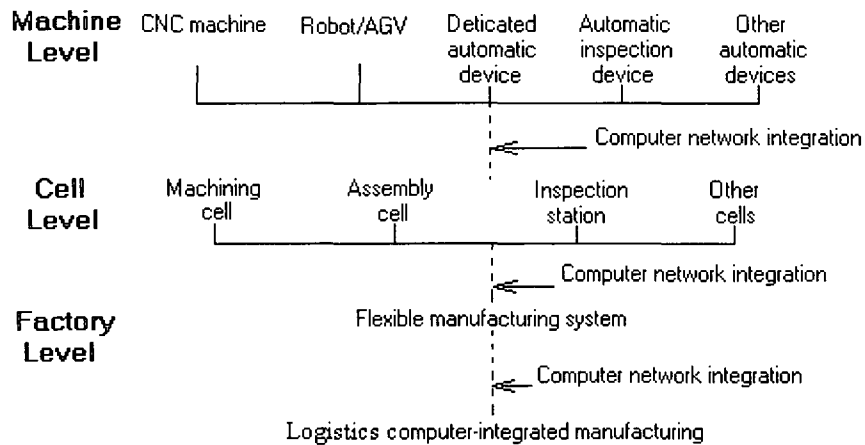 Machine Level
CNC machine
Robot/AGV
Deticated automatic device
Automatic inspection device
Other automatic devices
Computer network integration
Cell Level
Machining cell
Assembly cell
Inspection station
Other cells
Computer network integration
Factory Level
Flexible manufacturing system
Computer network integration
Logistics computer-integrated manufacturing